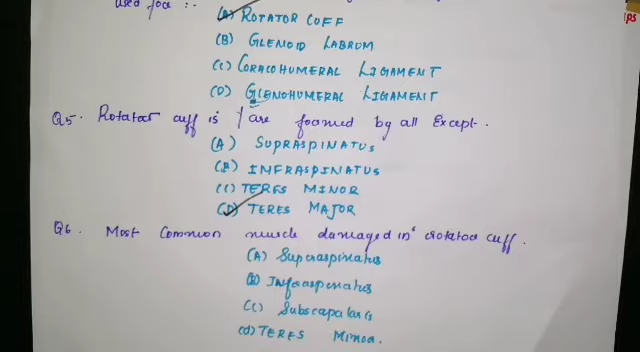 used for :-
(A) ROTATOR CUFF
(B) GLENOID LABRUM
(C) CORACOHUMERAL LIGAMENT
(D) GLENOHUMERAL LIGAMENT
Q5. Rotator cuff is / are formed by all Except.
(A) SUPRASPINATUS
(B) INFRASPINATUS
(C) TERES MINOR
(D) TERES MAJOR
Q6. Most Common muscle damaged in rotator cuff.
(A) Supraspinatus
(B) Infraspinatus
(C) Subscapularis
(d) TERES Minor.